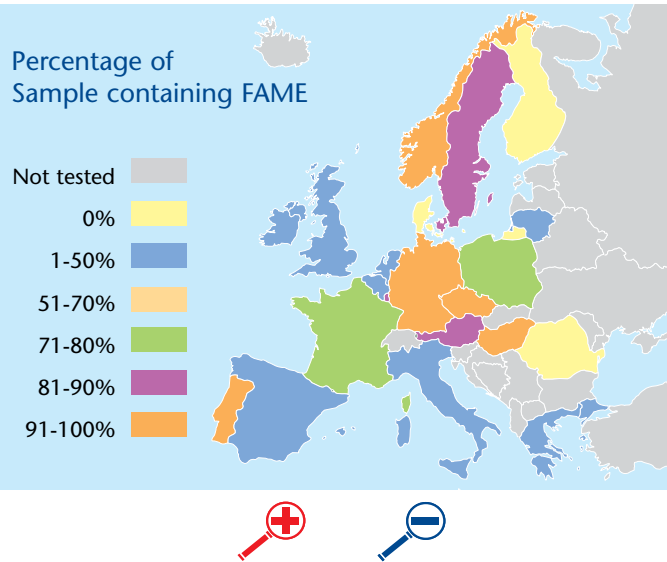 Percentage of
Sample containing FAME
Not tested
0%
1-50%
51-70%
71-80%
81-90%
91-100%